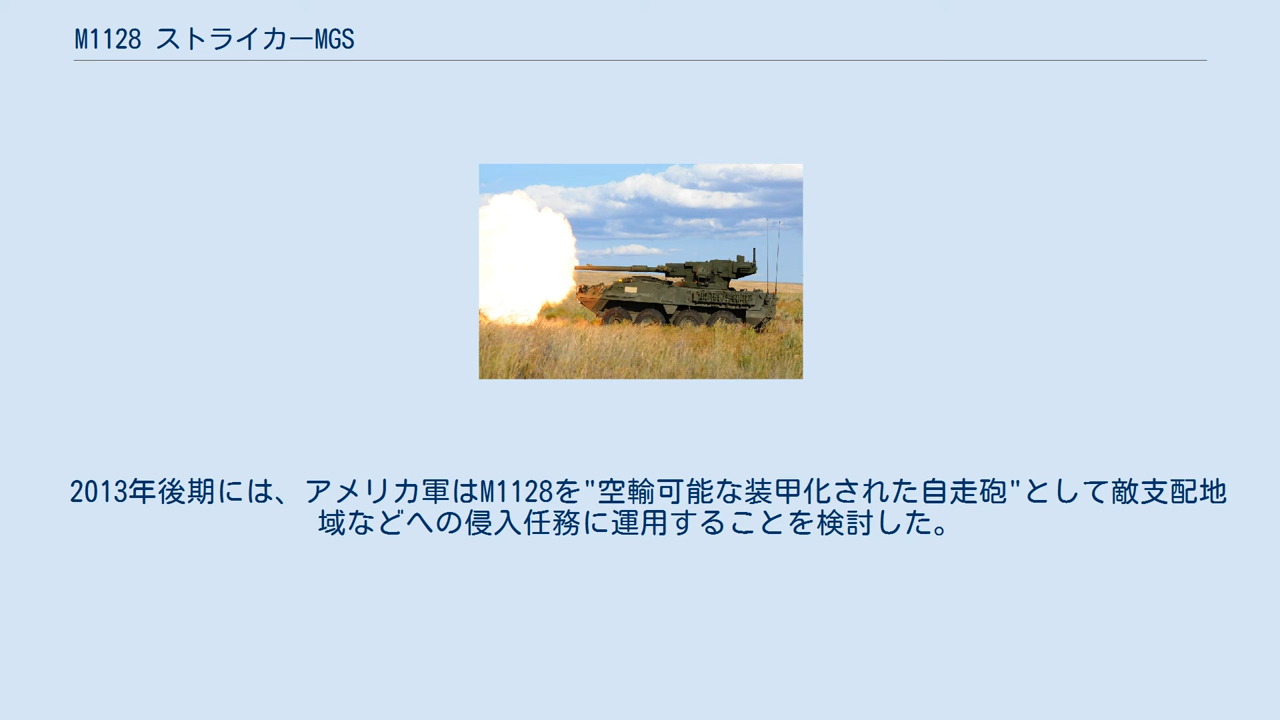 M1128 ストライカーMGS
2013年後期には、アメリカ軍はM1128を"空輸可能な装甲化された自走砲"として敵支配地
域などへの侵入任務に運用することを検討した。